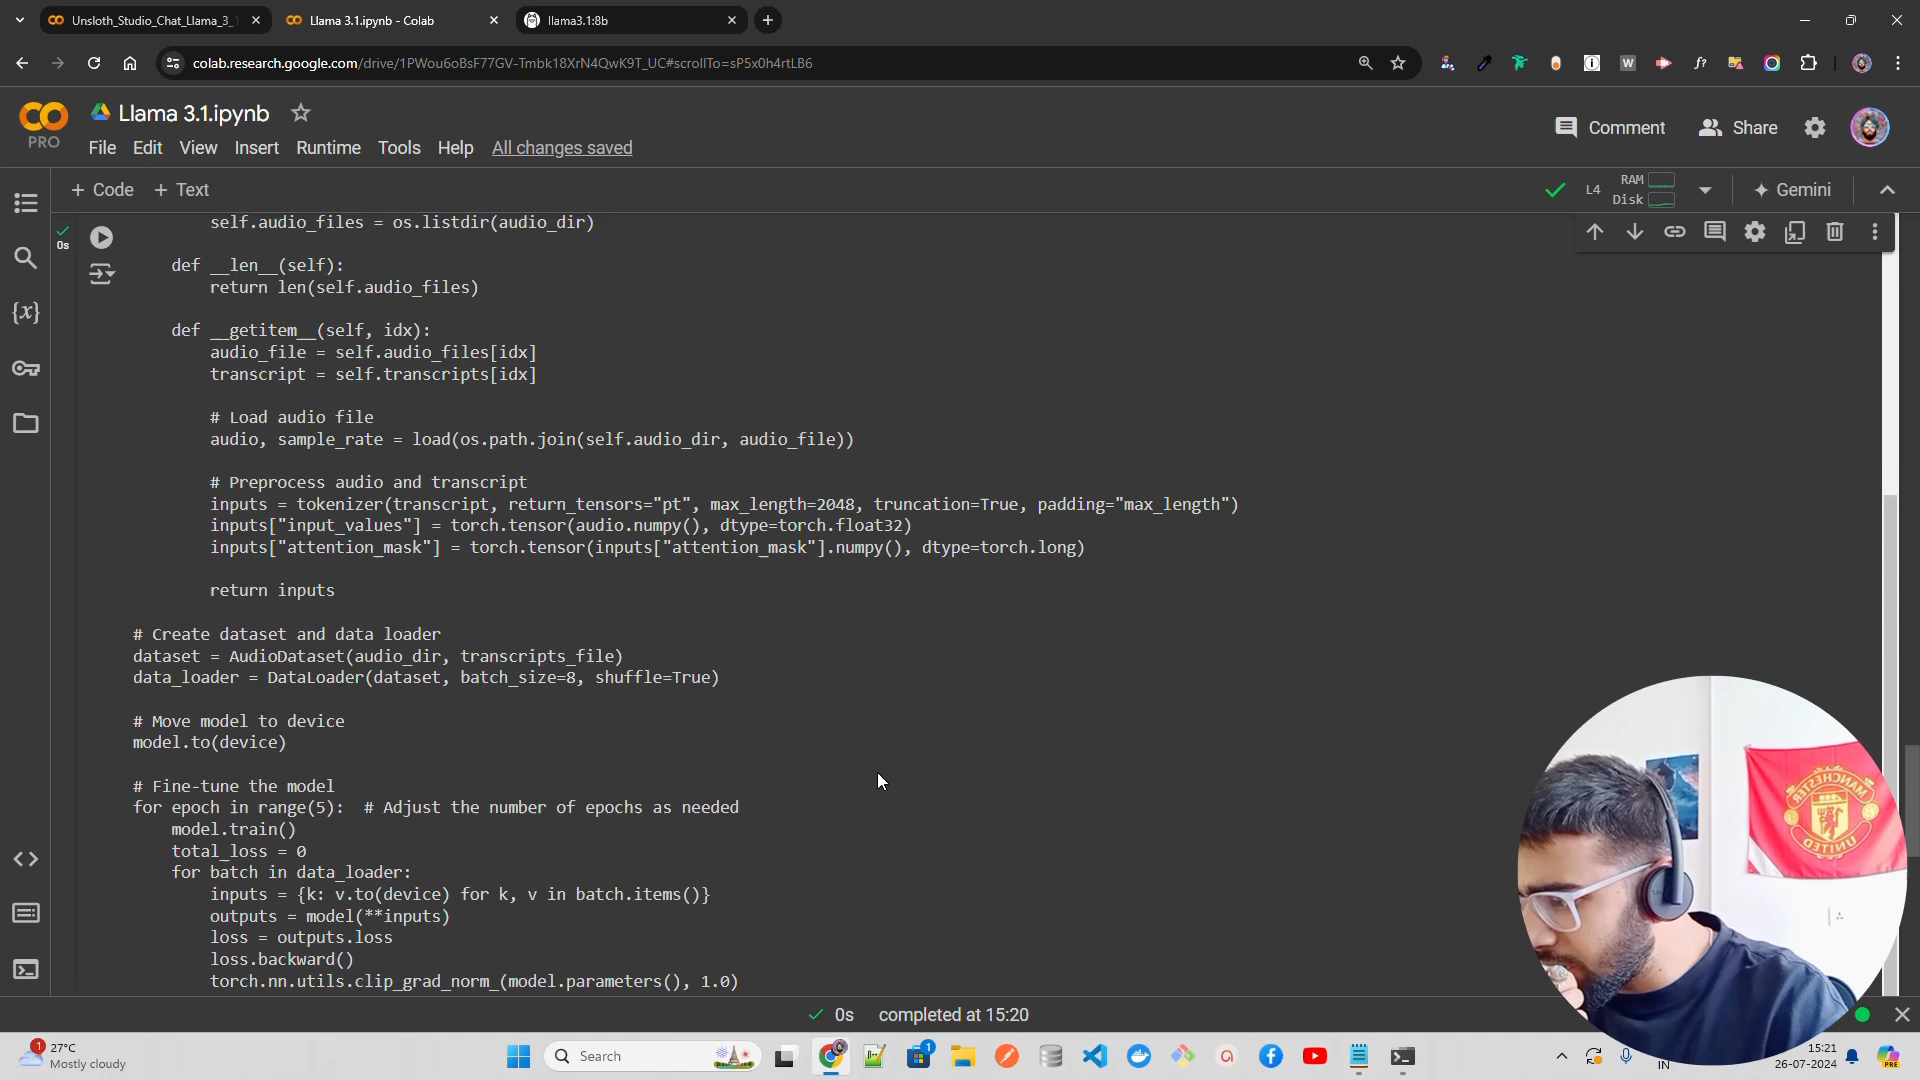 Unsloth_Studio_Chat_Llama_3_
Llama 3.1.ipynb - Colab
llama3.1:8b
colab.research.google.com/drive/1PWou6oBsF77GV-Tmbk18XrN4QwK9T_UC#scrollTo=sP5x0h4rtLB6
Llama 3.1.ipynb
PRO
Comment
Share
File Edit View Insert Runtime Tools Help All changes saved
+ Code + Text
L4
RAM
Disk
Gemini
0s
self.audio_files = os.listdir(audio_dir)
def __len__(self):
return len(self.audio_files)
def __getitem__(self, idx):
audio_file = self.audio_files[idx]
transcript = self.transcripts[idx]
# Load audio file
audio, sample_rate = load(os.path.join(self.audio_dir, audio_file))
# Preprocess audio and transcript
inputs = tokenizer(transcript, return_tensors="pt", max_length=2048, truncation=True, padding="max_length")
inputs["input_values"] = torch.tensor(audio.numpy(), dtype=torch.float32)
inputs["attention_mask"] = torch.tensor(inputs["attention_mask"].numpy(), dtype=torch.long)
return inputs
# Create dataset and data loader
dataset = AudioDataset(audio_dir, transcripts_file)
data_loader = DataLoader(dataset, batch_size=8, shuffle=True)
# Move model to device
model.to(device)
# Fine-tune the model
for epoch in range(5): # Adjust the number of epochs as needed
model.train()
total_loss = 0
for batch in data_loader:
inputs = {k: v.to(device) for k, v in batch.items()}
outputs = model(**inputs)
loss = outputs.loss
loss.backward()
torch.nn.utils.clip_grad_norm_(model.parameters(), 1.0)
MANCHESTER
UNITED
0s completed at 15:20
1
27°C
Mostly cloudy
Search
1
IN
15:21
26-07-2024
PRE